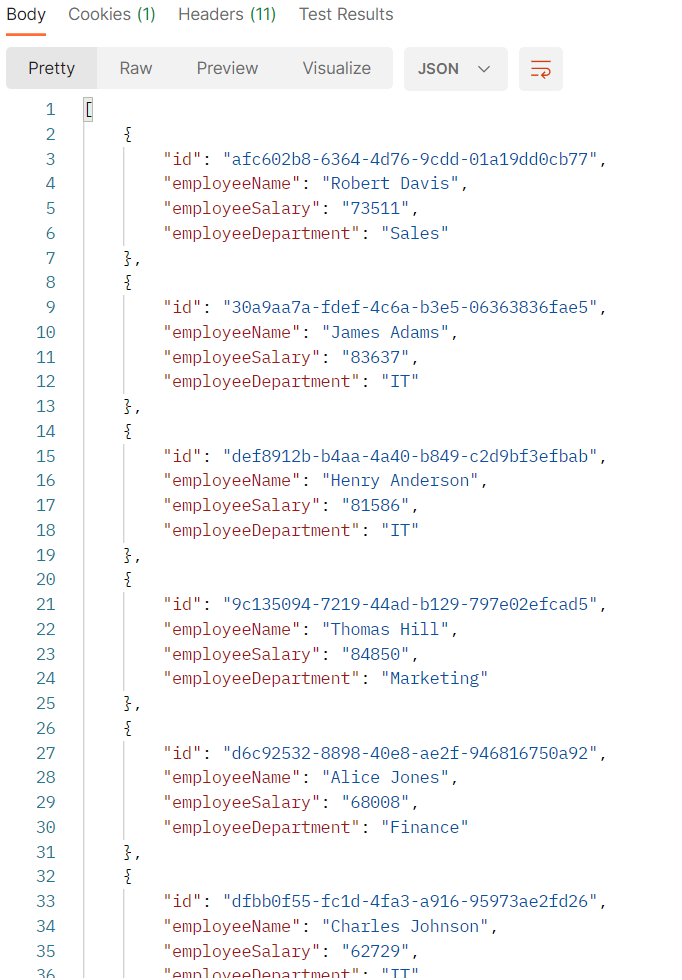 Body Cookies (1) Headers (11) Test Results
Pretty Raw Preview Visualize JSON
1 [
2 {
3 "id": "afc602b8-6364-4d76-9cdd-01a19dd0cb77",
4 "employeeName": "Robert Davis",
5 "employeeSalary": "73511",
6 "employeeDepartment": "Sales"
7 },
8 {
9 "id": "30a9aa7a-fdef-4c6a-b3e5-06363836fae5",
10 "employeeName": "James Adams",
11 "employeeSalary": "83637",
12 "employeeDepartment": "IT"
13 },
14 {
15 "id": "def8912b-b4aa-4a40-b849-c2d9bf3efbab",
16 "employeeName": "Henry Anderson",
17 "employeeSalary": "81586",
18 "employeeDepartment": "IT"
19 },
20 {
21 "id": "9c135094-7219-44ad-b129-797e02efcad5",
22 "employeeName": "Thomas Hill",
23 "employeeSalary": "84850",
24 "employeeDepartment": "Marketing"
25 },
26 {
27 "id": "d6c92532-8898-40e8-ae2f-946816750a92",
28 "employeeName": "Alice Jones",
29 "employeeSalary": "68008",
30 "employeeDepartment": "Finance"
31 },
32 {
33 "id": "dfbb0f55-fc1d-4fa3-a916-95973ae2fd26",
34 "employeeName": "Charles Johnson",
35 "employeeSalary": "62729",
36 "employeeDepartment": "IT"